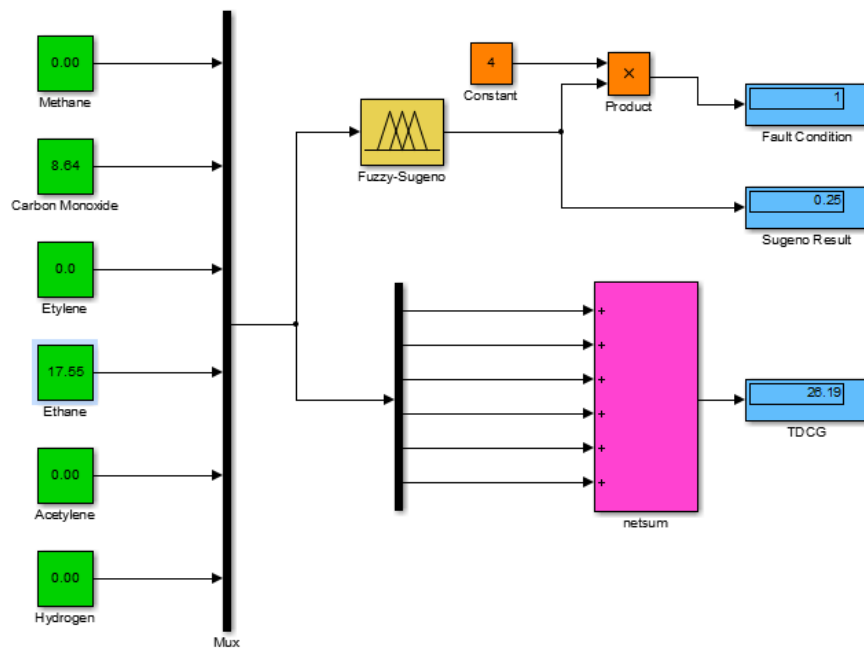 0.00
Methane
8.64
Carbon Monoxide
0.0
Etylene
17.55
Ethane
0.00
Acetylene
0.00
Hydrogen
Mux
Fuzzy-Sugeno
4
Constant
×
Product
1
Fault Condition
0.25
Sugeno Result
+
+
+
+
+
+
netsum
26.19
TDCG